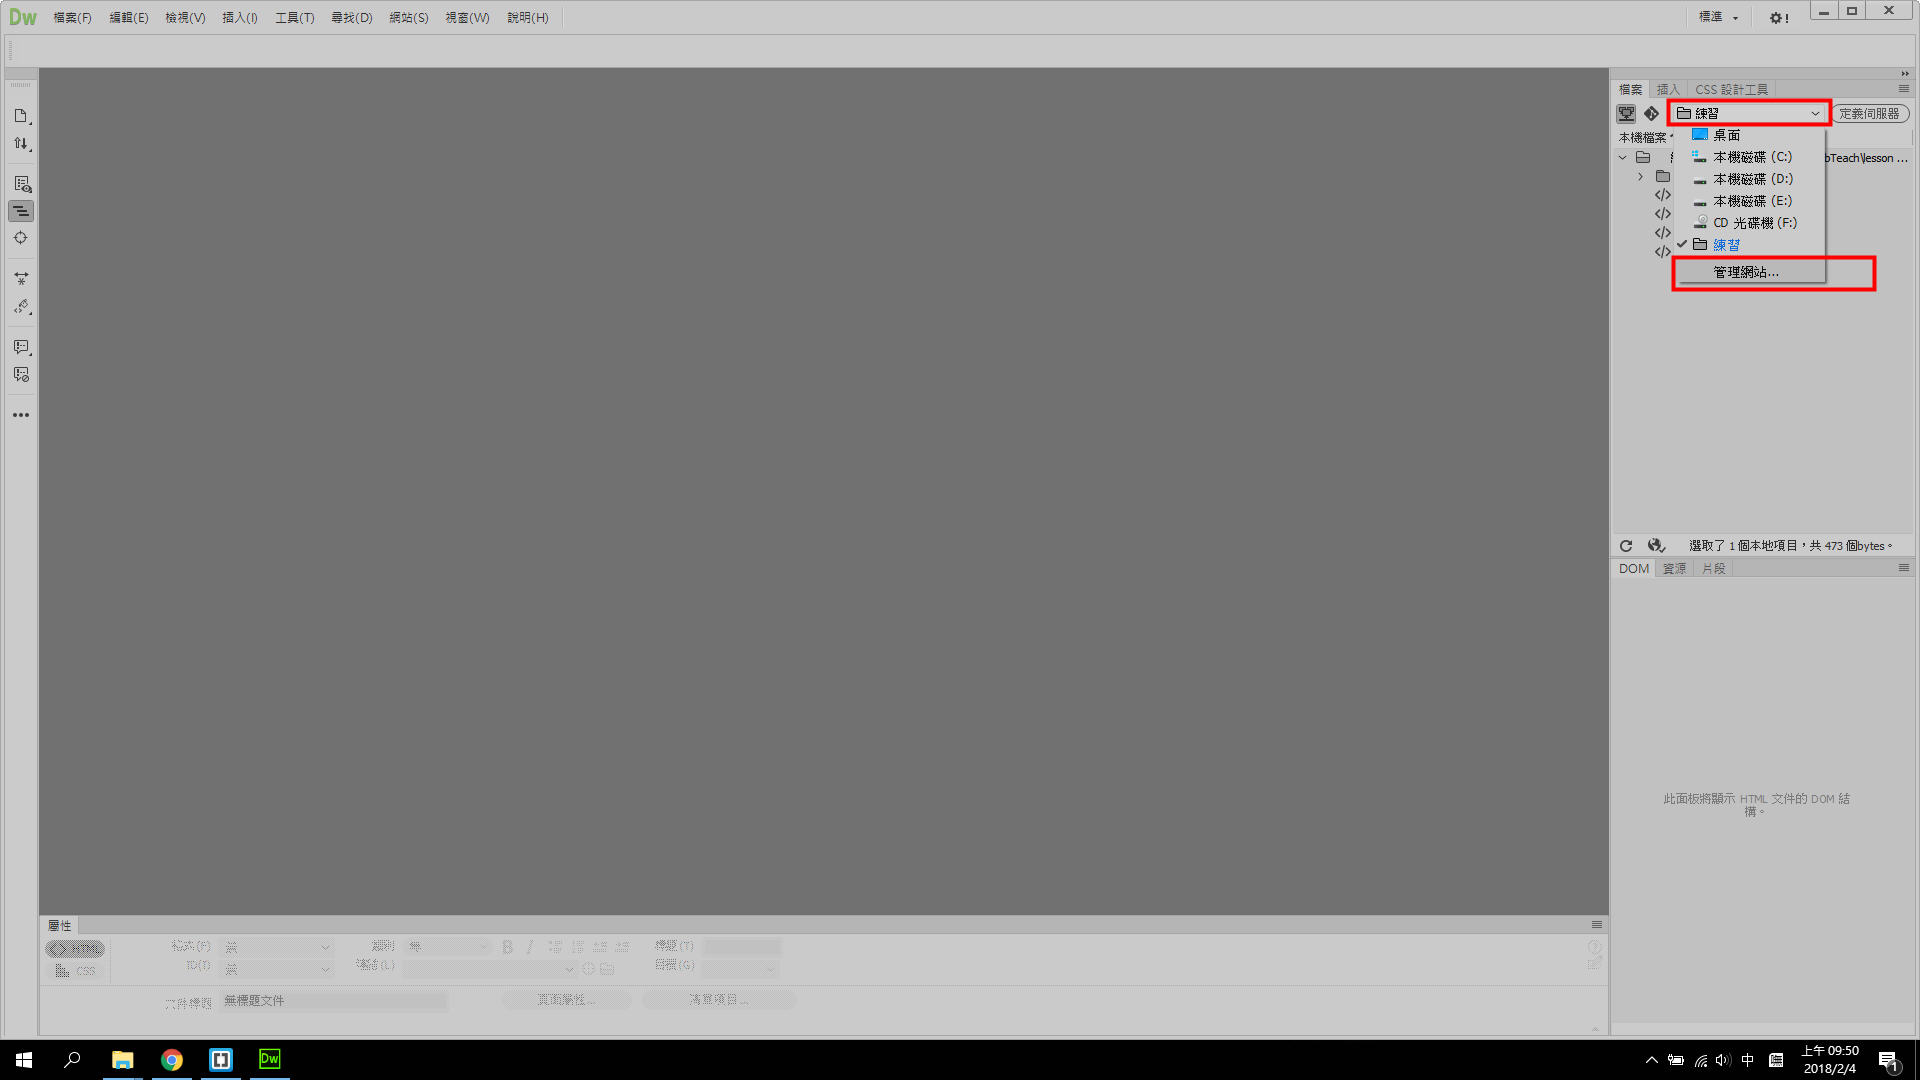 Dw 檔案(F) 編輯(E) 檢視(V) 插入(I) 工具(T) 尋找(D) 網站(S) 視窗(W) 說明(H) 標準
檔案 插入 CSS 設計工具
練習 定義伺服器
本機檔案
桌面
本機磁碟 (C:) bTeach\lesson ...
本機磁碟 (D:)
本機磁碟 (E:)
CD 光碟機 (F:)
練習
管理網站...
選取了 1 個本地項目，共 473 個bytes。
DOM 資源 片段
此面板將顯示 HTML 文件的 DOM 結
構。
屬性
HTML 格式(F) 無 類別 無 B I 標題(T)
CSS ID(I) 無 連結(L) 目標(G)
文件標題 無標題文件 頁面屬性... 清單項目...
Dw 中 上午 09:50
2018/2/4 1